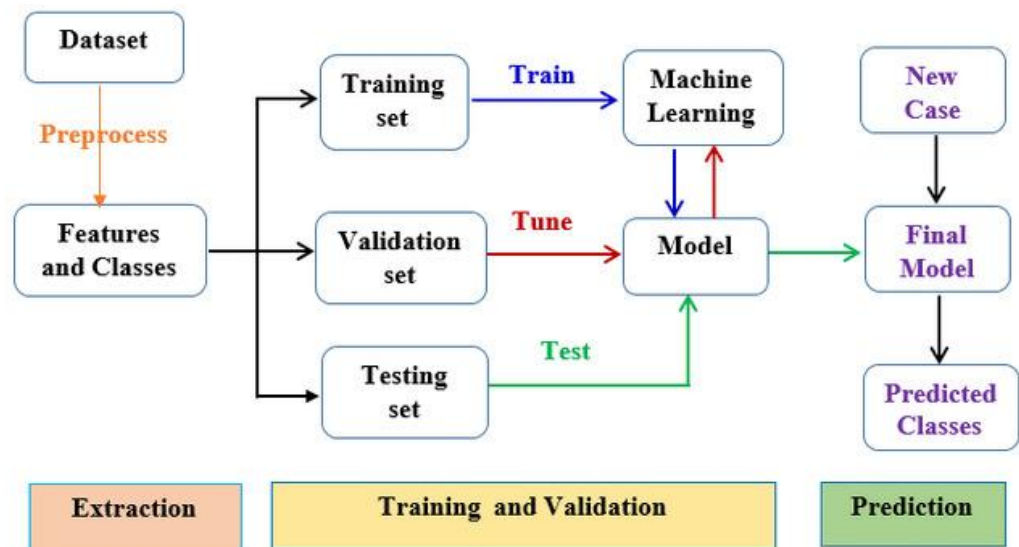 Dataset
Preprocess
Features
and Classes
Training
set
Train
Machine
Learning
Validation
set
Tune
Model
Testing
set
Test
New
Case
Final
Model
Predicted
Classes
Extraction
Training and Validation
Prediction